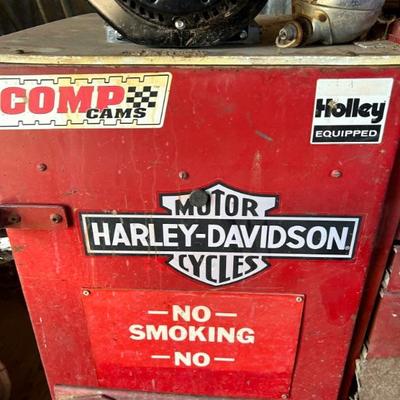 COMP
CAMS
Holley
EQUIPPED
MOTOR
HARLEY-DAVIDSON
CYCLES
—NO—
SMOKING
—NO—